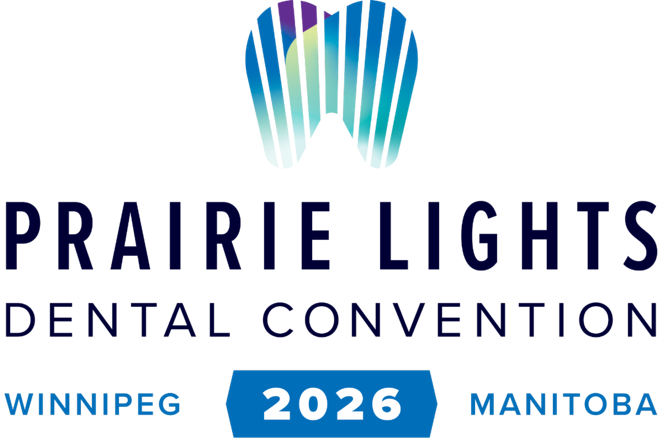 PRAIRIE LIGHTS
DENTAL CONVENTION
WINNIPEG 2026 MANITOBA